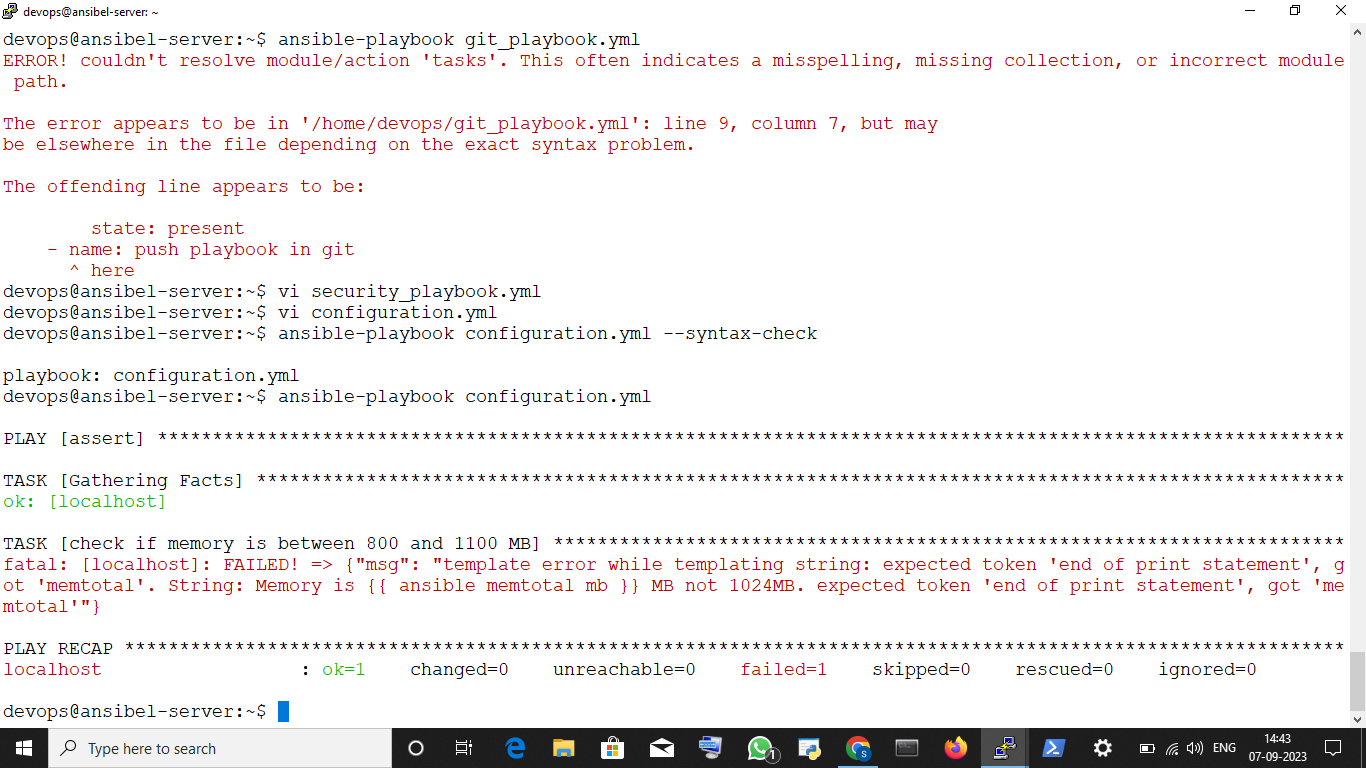 devops@ansibel-server: ~
devops@ansibel-server:~$ ansible-playbook git_playbook.yml
ERROR! couldn't resolve module/action 'tasks'. This often indicates a misspelling, missing collection, or incorrect module
 path.
The error appears to be in '/home/devops/git_playbook.yml': line 9, column 7, but may
be elsewhere in the file depending on the exact syntax problem.
The offending line appears to be:
        state: present
    - name: push playbook in git
      ^ here
devops@ansibel-server:~$ vi security_playbook.yml
devops@ansibel-server:~$ vi configuration.yml
devops@ansibel-server:~$ ansible-playbook configuration.yml --syntax-check
playbook: configuration.yml
devops@ansibel-server:~$ ansible-playbook configuration.yml
PLAY [assert] ************************************************************************************************************
TASK [Gathering Facts] ***************************************************************************************************
ok: [localhost]
TASK [check if memory is between 800 and 1100 MB] ************************************************************************
fatal: [localhost]: FAILED! => {"msg": "template error while templating string: expected token 'end of print statement', g
ot 'memtotal'. String: Memory is {{ ansible memtotal mb }} MB not 1024MB. expected token 'end of print statement', got 'me
mtotal'"}
PLAY RECAP ***************************************************************************************************************
localhost                  : ok=1    changed=0    unreachable=0    failed=1    skipped=0    rescued=0    ignored=0
devops@ansibel-server:~$
Type here to search
1
S
ENG
14:43
07-09-2023